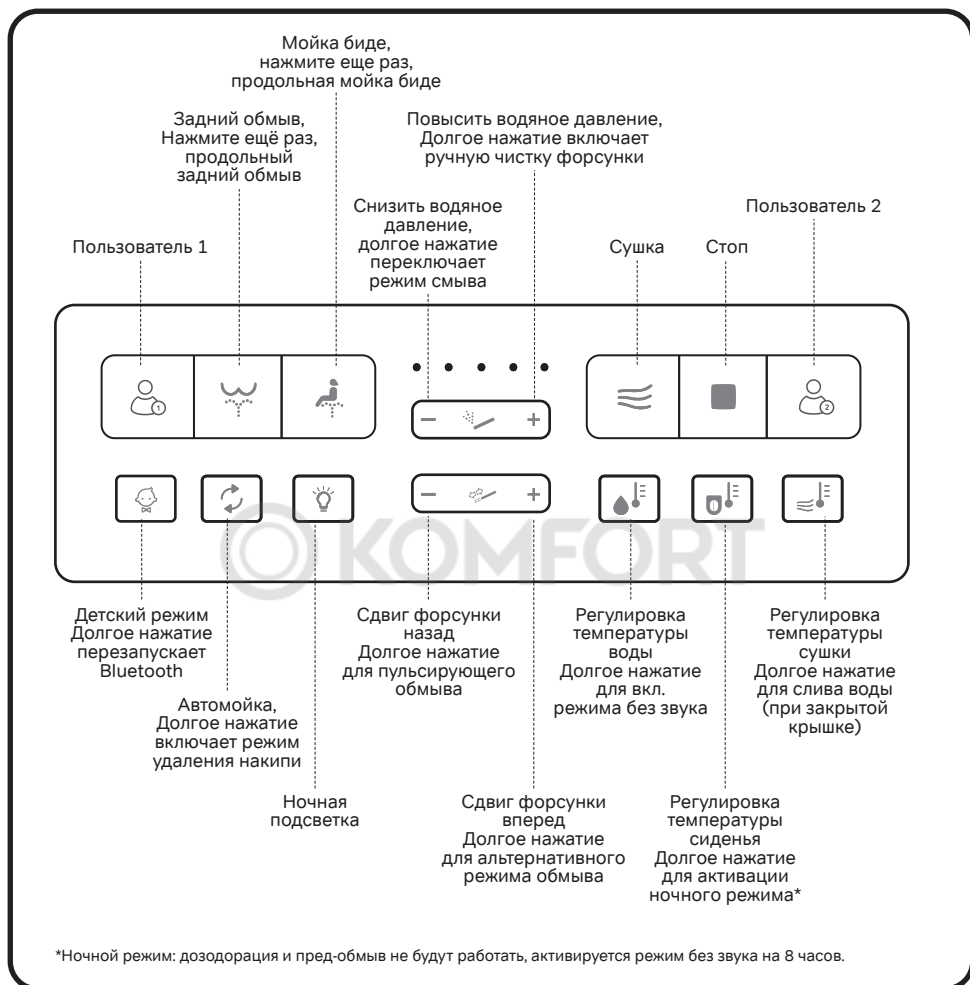 Мойка биде,
нажмите еще раз,
продольная мойка биде
Задний обмыв,
Нажмите ещё раз,
продольный
задний обмыв
Повысить водяное давление,
Долгое нажатие включает
ручную чистку форсунки
Снизить водяное
давление,
долгое нажатие
переключает
режим смыва
Пользователь 1
Сушка
Стоп
Пользователь 2
1
2
KOMFORT
Детский режим
Долгое нажатие
перезапускает
Bluetooth
Автомойка,
Долгое нажатие
включает режим
удаления накипи
Ночная
подсветка
Сдвиг форсунки
назад
Долгое нажатие
для пульсирующего
обмыва
Сдвиг форсунки
вперед
Долгое нажатие
для альтернативного
режима обмыва
Регулировка
температуры
воды
Долгое нажатие
для вкл.
режима без звука
Регулировка
температуры
сиденья
Долгое нажатие
для активации
ночного режима*
Регулировка
температуры
сушки
Долгое нажатие
для слива воды
(при закрытой
крышке)
*Ночной режим: дозодорация и пред-обмыв не будут работать, активируется режим без звука на 8 часов.